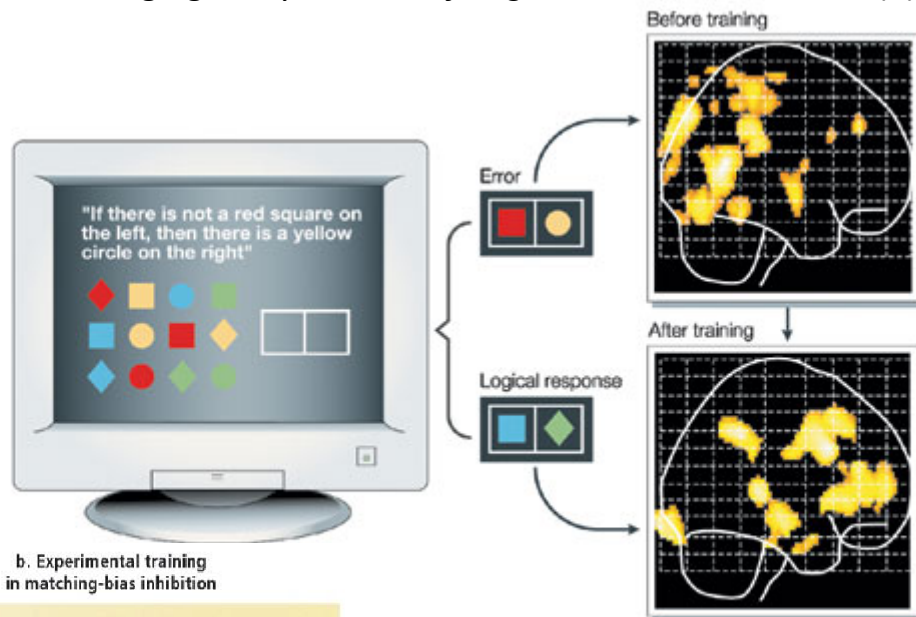 Before training
"If there is not a red square on
the left, then there is a yellow
circle on the right"
Error
After training
Logical response
b. Experimental training
in matching-bias inhibition